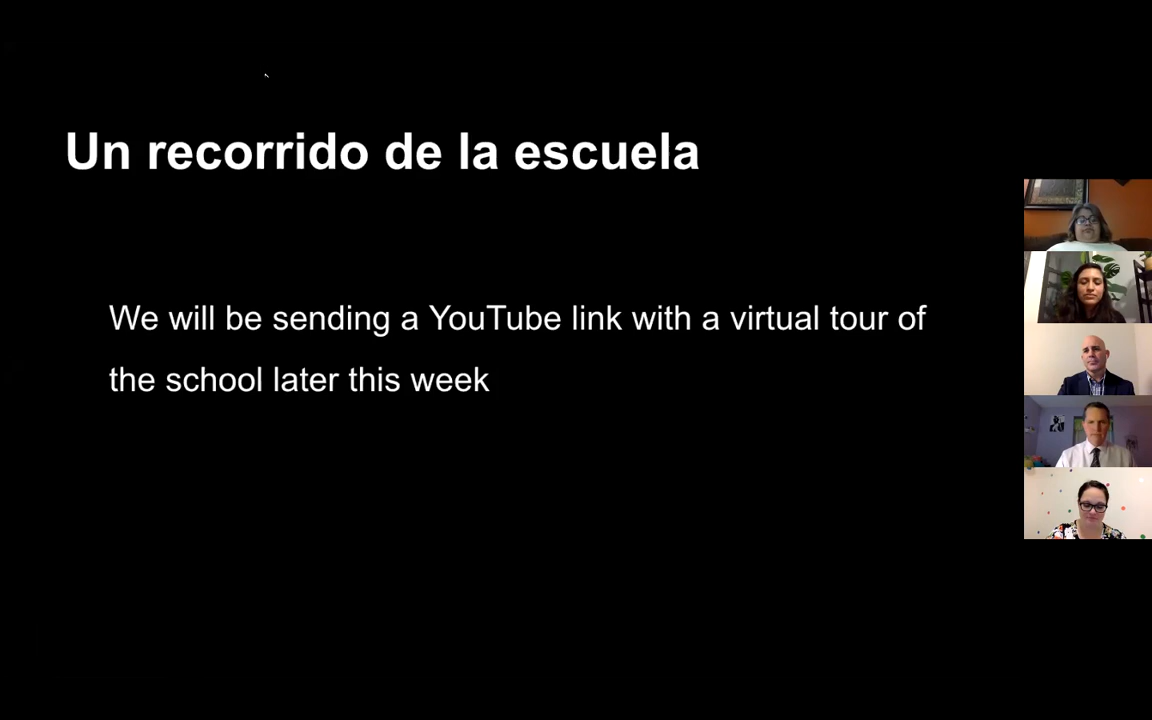 Un recorrido de la escuela
We will be sending a YouTube link with a virtual tour of
the school later this week